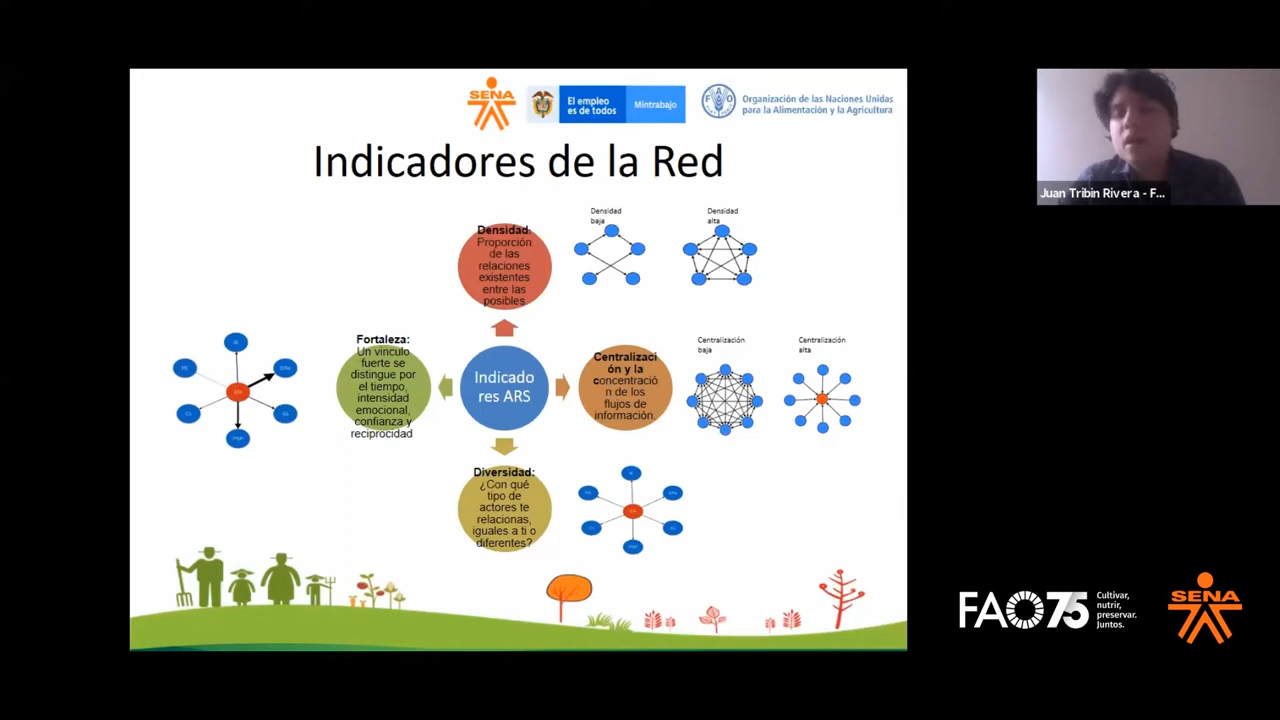 SENA
El empleo
es de todos
Mintrabajo
FAO
Organización de las Naciones Unidas
para la Alimentación y la Agricultura
Indicadores de la Red
Densidad:
Proporción
de las
relaciones
existentes
entre las
posibles
Densidad
baja
Densidad
alta
Fortaleza:
Un vinculo
fuerte se
distingue por
el tiempo,
intensidad
emocional,
confianza y
reciprocidad
Indicado
res ARS
Centralizaci
ón y la
concentració
n de los
flujos de
información.
Centralización
baja
Centralización
alta
Diversidad:
¿Con qué
tipo de
actores te
relacionas,
iguales a ti o
diferentes?
Juan Tribin Rivera - F...
FAO75
Cultivar,
nutrir,
preservar.
Juntos.
SENA